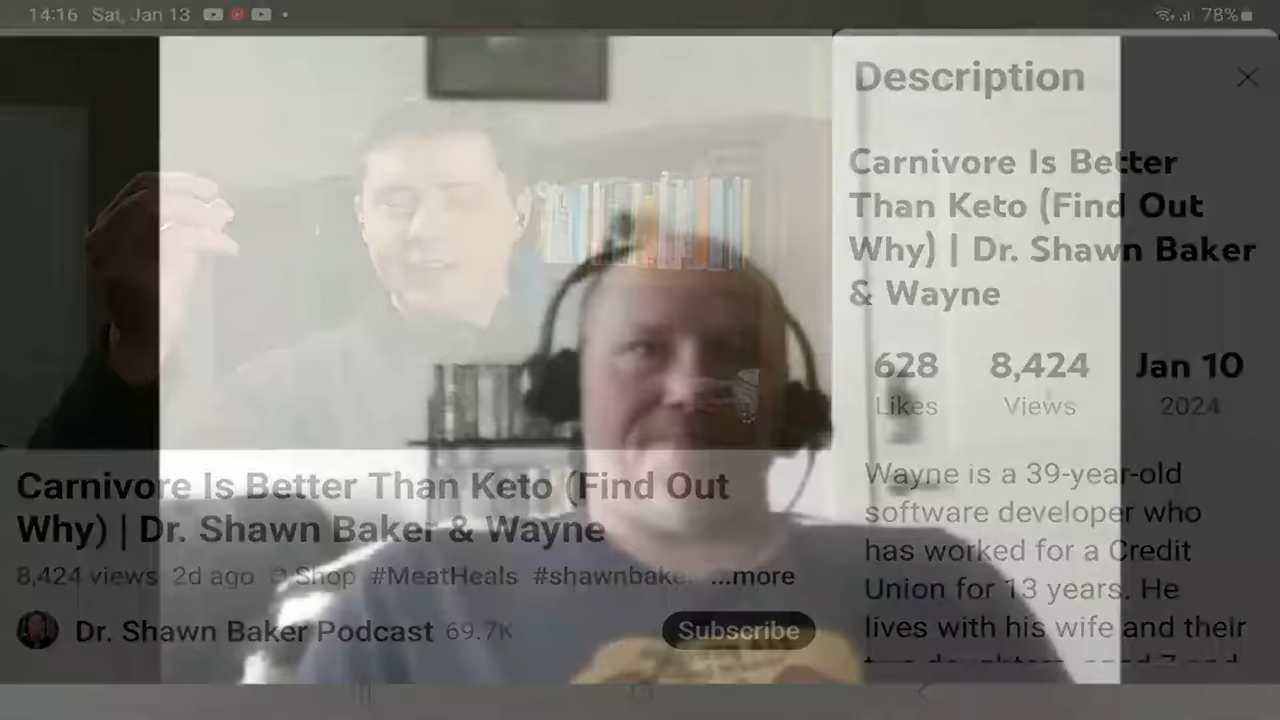 14:16 Sat, Jan 13
78%
Description
Carnivore Is Better
Than Keto (Find Out
Why) | Dr. Shawn Baker
& Wayne
628 8,424 Jan 10
Likes Views 2024
Wayne is a 39-year-old
software developer who
has worked for a Credit
Union for 13 years. He
lives with his wife and their
Carnivore Is Better Than Keto (Find Out
Why) | Dr. Shawn Baker & Wayne
8,424 views 2d ago Shop #MeatHeals #shawnbake ...more
Dr. Shawn Baker Podcast 69.7K Subscribe